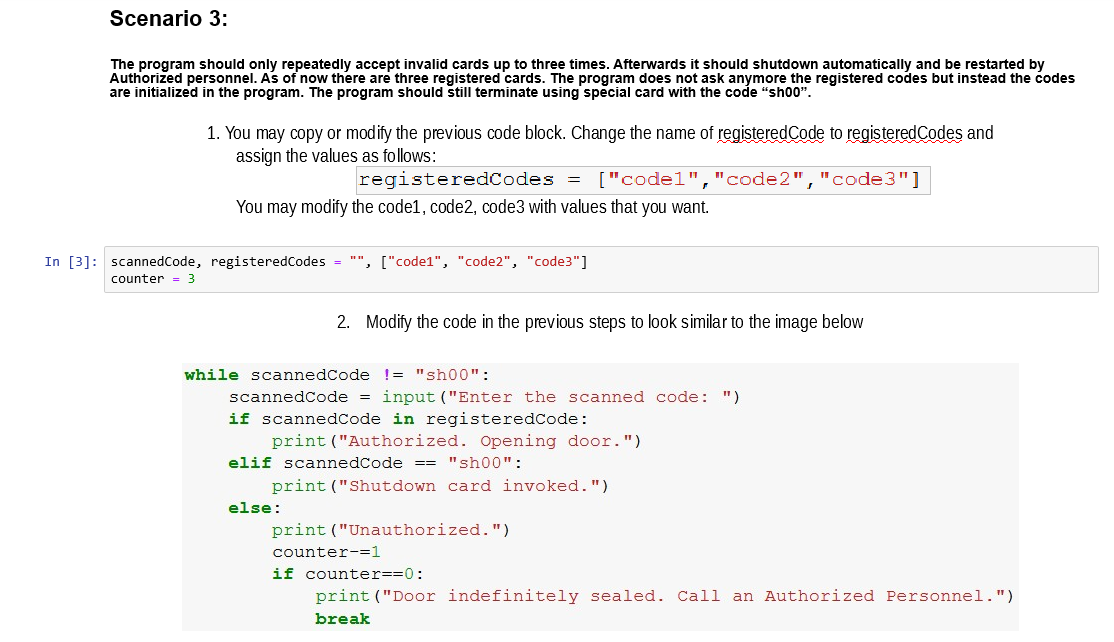 Scenario 3:
The program should only repeatedly accept invalid cards up to three times. Afterwards it should shutdown automatically and be restarted by
Authorized personnel. As of now there are three registered cards. The program does not ask anymore the registered codes but instead the codes
are initialized in the program. The program should still terminate using special card with the code “sh00”.
1. You may copy or modify the previous code block. Change the name of registeredCode to registeredCodes and
assign the values as follows:
registeredCodes = ["code1","code2","code3"]
You may modify the code1, code2, code3 with values that you want.
In [3]: scannedCode, registeredCodes = "", ["code1", "code2", "code3"]
counter = 3
2. Modify the code in the previous steps to look similar to the image below
while scannedCode != "sh00":
    scannedCode = input("Enter the scanned code: ")
    if scannedCode in registeredCode:
        print("Authorized. Opening door.")
    elif scannedCode == "sh00":
        print("Shutdown card invoked.")
    else:
        print("Unauthorized.")
        counter-=1
        if counter==0:
            print("Door indefinitely sealed. Call an Authorized Personnel.")
            break